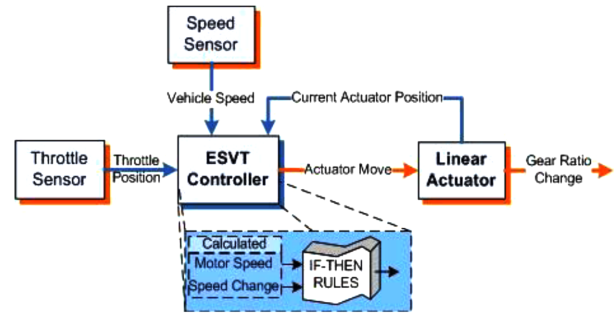 Speed
Sensor
Vehicle Speed
Current Actuator Position
Throttle
Sensor
Throttle
Position
ESVT
Controller
Actuator Move
Linear
Actuator
Gear Ratio
Change
Calculated
Motor Speed
Speed Change
IF-THEN
RULES